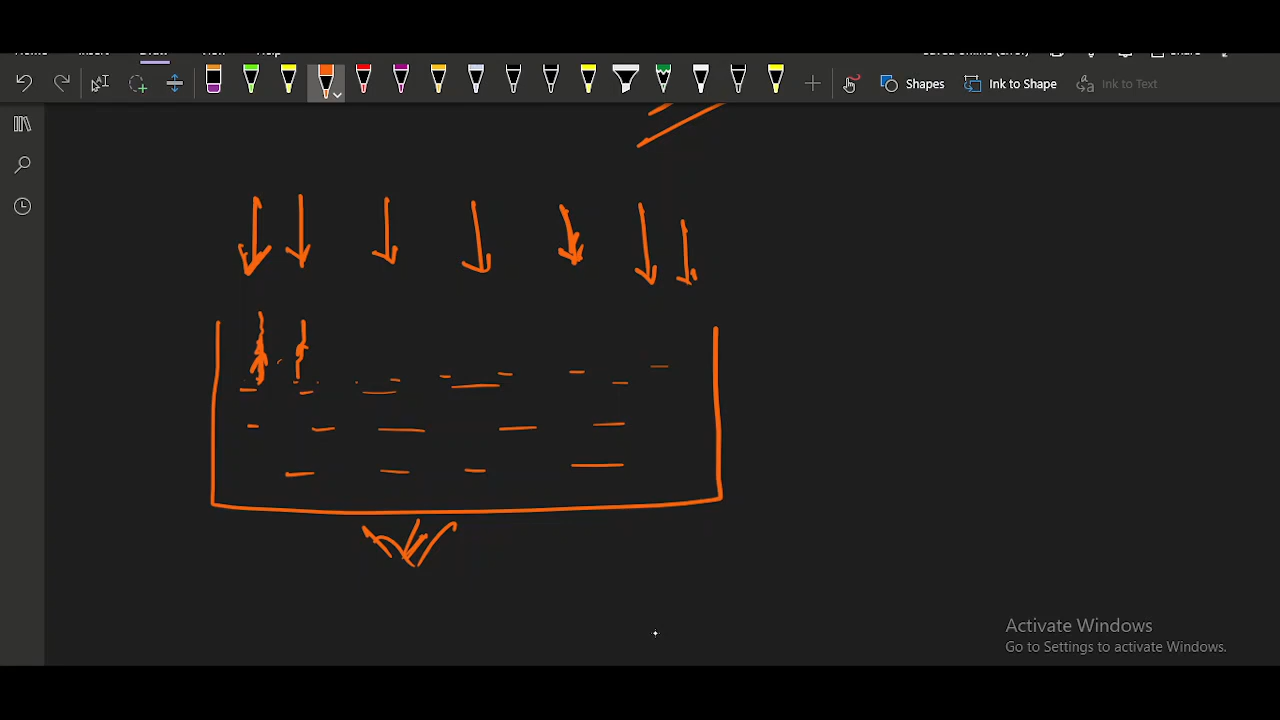 Shapes
Ink to Shape
Ink to Text
Activate Windows
Go to Settings to activate Windows.